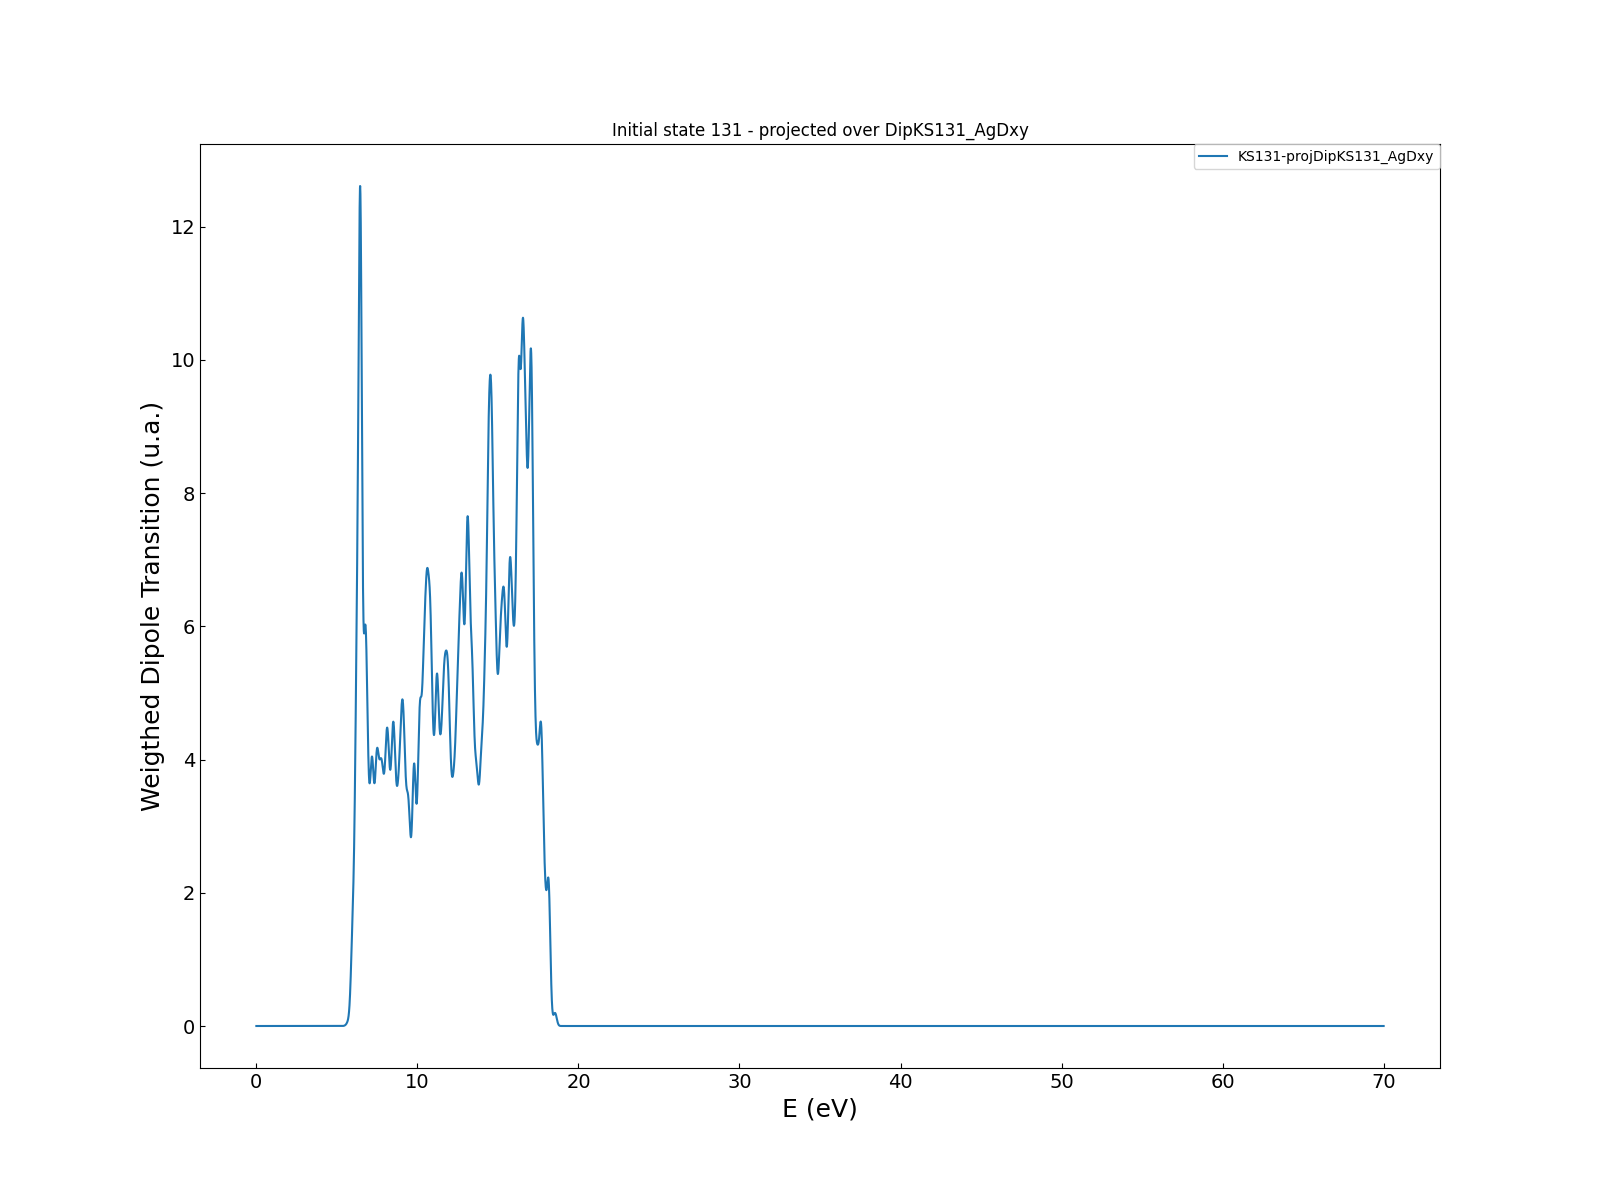 Initial state 131 - projected over DipKS131_AgDxy
KS131-projDipKS131_AgDxy
Weigthed Dipole Transition (u.a.)
12
10
8
6
4
2
0
0 10 20 30 40 50 60 70
E (eV)